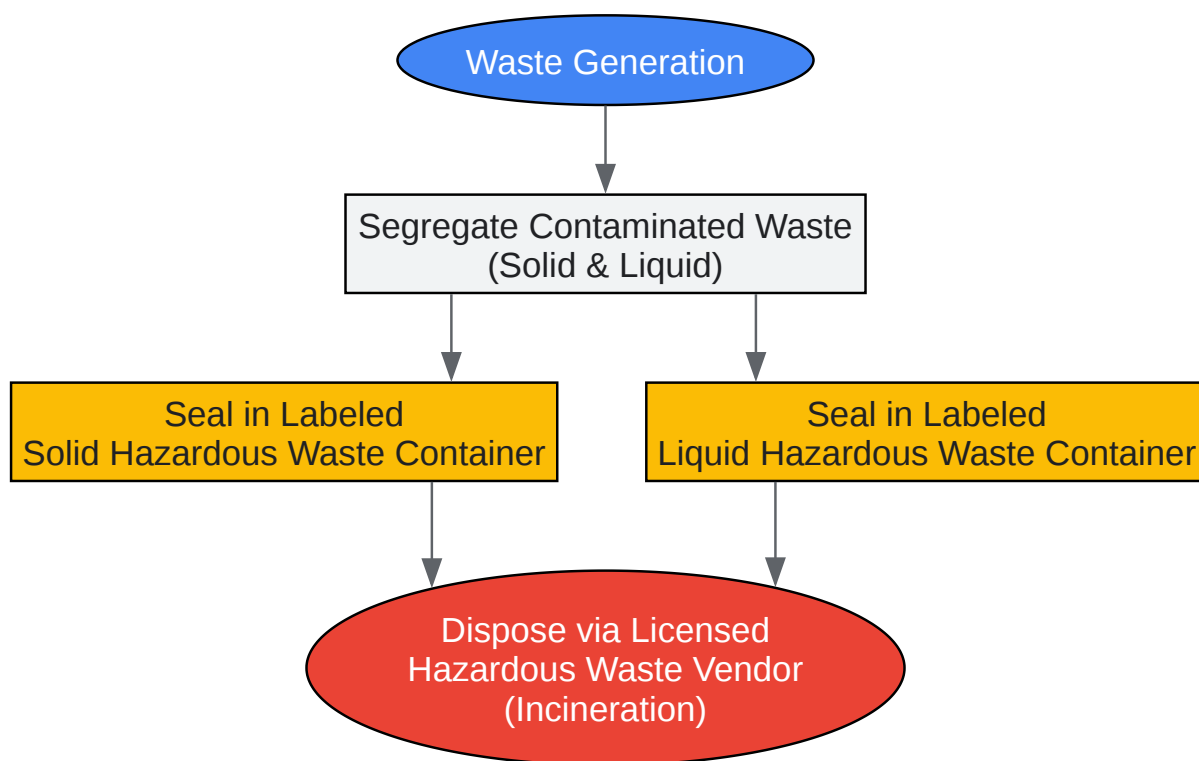 Waste Generation
Segregate Contaminated Waste
(Solid & Liquid)
Seal in Labeled
Solid Hazardous Waste Container
Seal in Labeled
Liquid Hazardous Waste Container
Dispose via Licensed
Hazardous Waste Vendor
(Incineration)